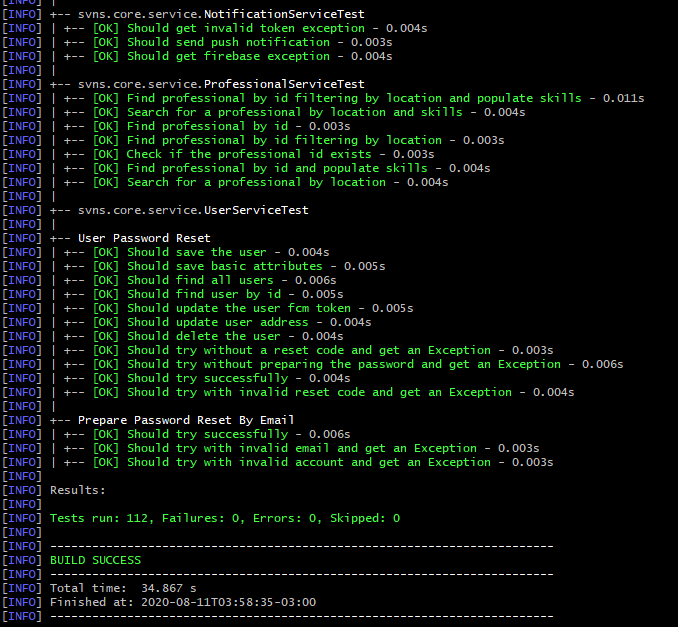 [INFO] +-- svns.core.service.NotificationServiceTest
[INFO] | +-- [OK] Should get invalid token exception - 0.004s
[INFO] | +-- [OK] Should send push notification - 0.003s
[INFO] | +-- [OK] Should get firebase exception - 0.004s
[INFO] |
[INFO] +-- svns.core.service.ProfessionalServiceTest
[INFO] | +-- [OK] Find professional by id filtering by location and populate skills - 0.011s
[INFO] | +-- [OK] Search for a professional by location and skills - 0.004s
[INFO] | +-- [OK] Find professional by id - 0.003s
[INFO] | +-- [OK] Find professional by id filtering by location - 0.003s
[INFO] | +-- [OK] Check if the professional id exists - 0.003s
[INFO] | +-- [OK] Find professional by id and populate skills - 0.004s
[INFO] | +-- [OK] Search for a professional by location - 0.004s
[INFO] |
[INFO] +-- svns.core.service.UserServiceTest
[INFO] |
[INFO] +-- User Password Reset
[INFO] | +-- [OK] Should save the user - 0.004s
[INFO] | +-- [OK] Should save basic attributes - 0.005s
[INFO] | +-- [OK] Should find all users - 0.006s
[INFO] | +-- [OK] Should find user by id - 0.005s
[INFO] | +-- [OK] Should update the user fcm token - 0.005s
[INFO] | +-- [OK] Should update user address - 0.004s
[INFO] | +-- [OK] Should delete the user - 0.004s
[INFO] | +-- [OK] Should try without a reset code and get an Exception - 0.003s
[INFO] | +-- [OK] Should try without preparing the password and get an Exception - 0.006s
[INFO] | +-- [OK] Should try successfully - 0.004s
[INFO] | +-- [OK] Should try with invalid reset code and get an Exception - 0.004s
[INFO] |
[INFO] +-- Prepare Password Reset By Email
[INFO] | +-- [OK] Should try successfully - 0.006s
[INFO] | +-- [OK] Should try with invalid email and get an Exception - 0.003s
[INFO] | +-- [OK] Should try with invalid account and get an Exception - 0.003s
[INFO]
[INFO] Results:
[INFO]
[INFO] Tests run: 112, Failures: 0, Errors: 0, Skipped: 0
[INFO]
[INFO] ------------------------------------------------------------------------
[INFO] BUILD SUCCESS
[INFO] ------------------------------------------------------------------------
[INFO] Total time:  34.867 s
[INFO] Finished at: 2020-08-11T03:58:35-03:00
[INFO] ------------------------------------------------------------------------